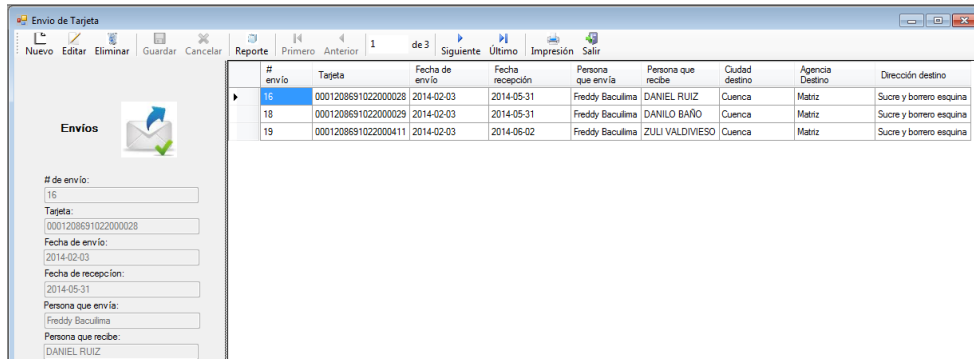 Envio de Tarjeta
Nuevo Editar Eliminar Guardar Cancelar Reporte Primero Anterior 1 de 3 Siguiente Último Impresión Salir
# envío Tarjeta Fecha de envío Fecha recepción Persona que envía Persona que recibe Ciudad destino Agencia Destino Dirección destino
16 0001208691022000028 2014-02-03 2014-05-31 Freddy Bacuilima DANIEL RUIZ Cuenca Matriz Sucre y borrero esquina
18 0001208691022000029 2014-02-03 2014-05-31 Freddy Bacuilima DANILO BAÑO Cuenca Matriz Sucre y borrero esquina
19 0001208691022000411 2014-02-03 2014-06-02 Freddy Bacuilima ZULI VALDIVIESO Cuenca Matriz Sucre y borrero esquina
Envíos
# de envío:
16
Tarjeta:
0001208691022000028
Fecha de envío:
2014-02-03
Fecha de recepcíon:
2014-05-31
Persona que envía:
Freddy Bacuilima
Persona que recibe:
DANIEL RUIZ